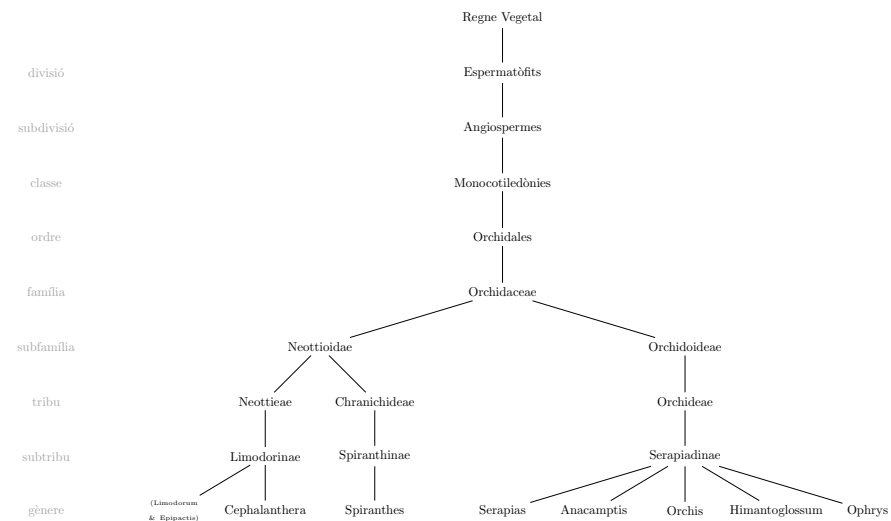 Regne Vegetal
divisió Espermatòfits
subdivisió Angiospermes
classe Monocotiledònies
ordre Orchidales
família Orchidaceae
subfamília Neottioidae Orchidoideae
tribu Neottieae Chranichideae Orchideae
subtribu Limodorinae Spiranthinae Serapiadinae
gènere (Limodorum & Epipactis) Cephalanthera Spiranthes Serapias Anacamptis Orchis Himantoglossum Ophrys